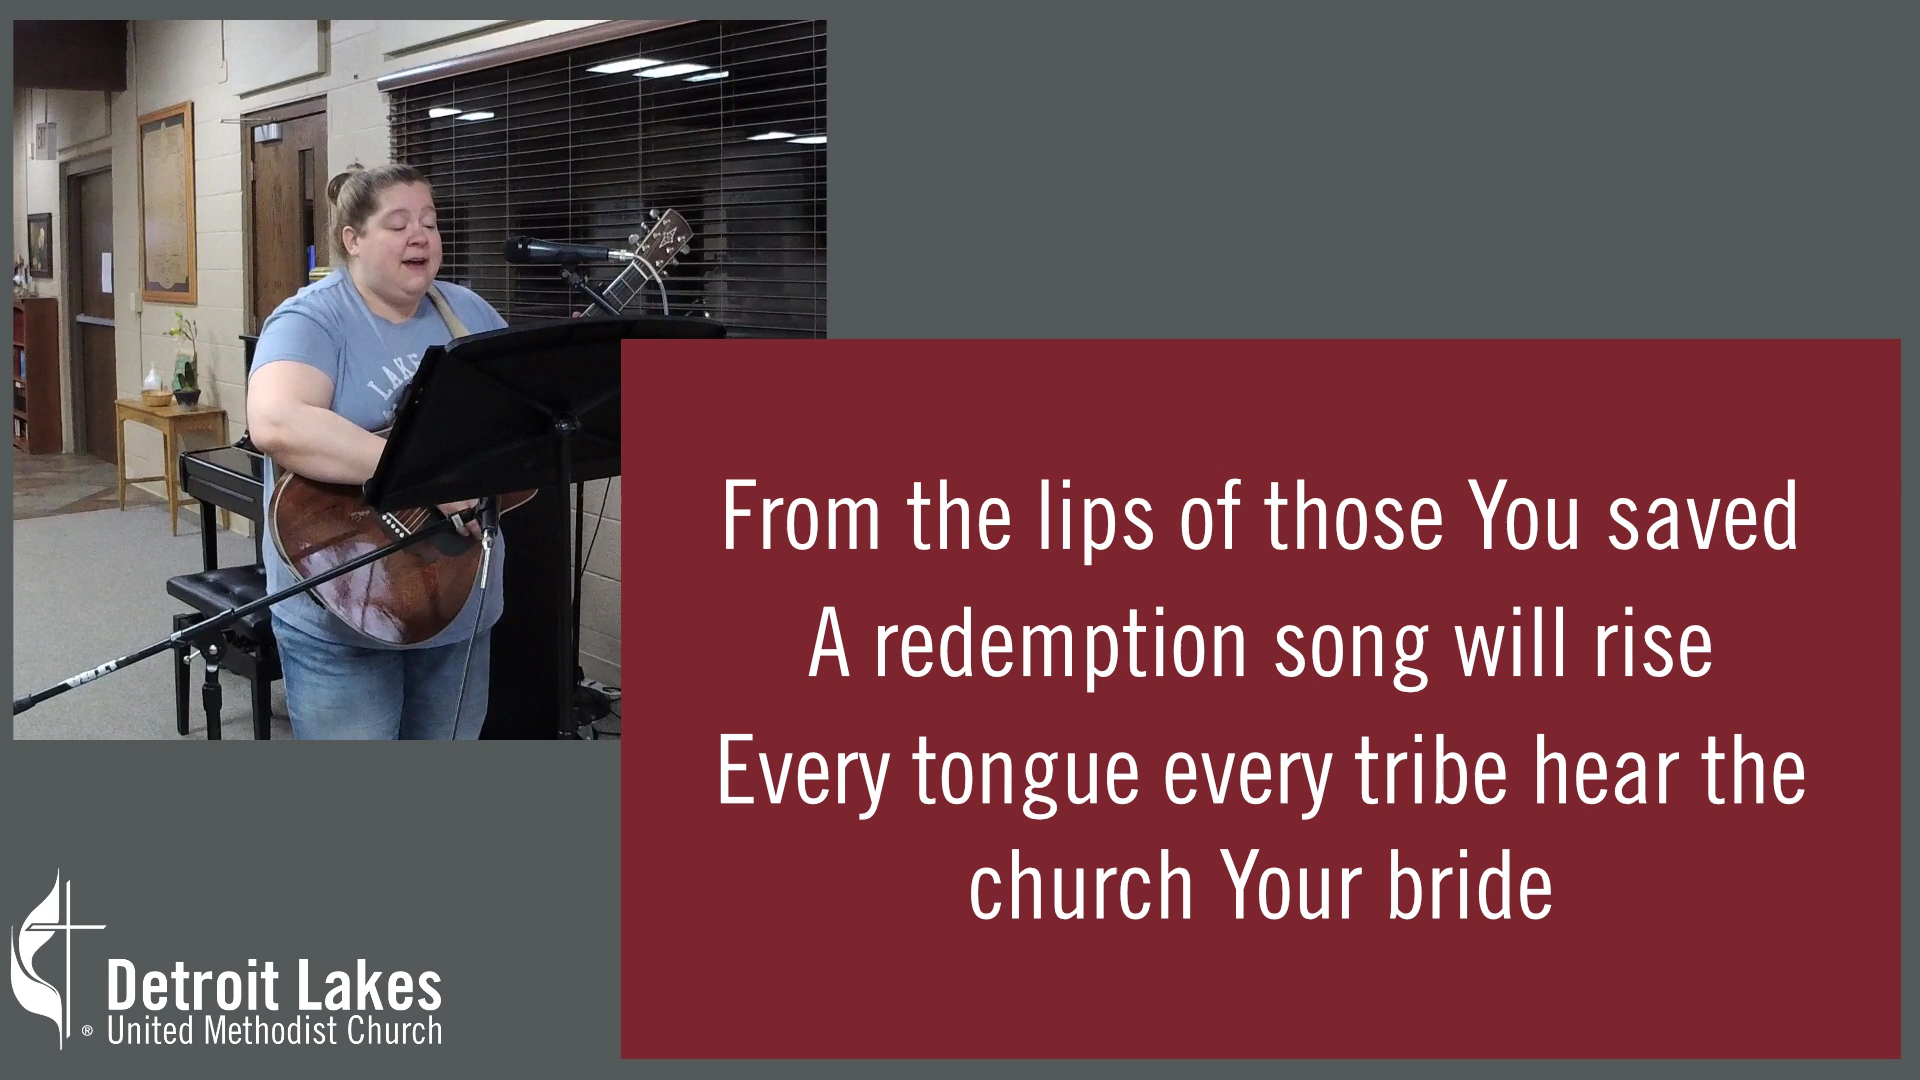 LAKE
From the lips of those You saved
A redemption song will rise
Every tongue every tribe hear the
church Your bride
Detroit Lakes
® United Methodist Church